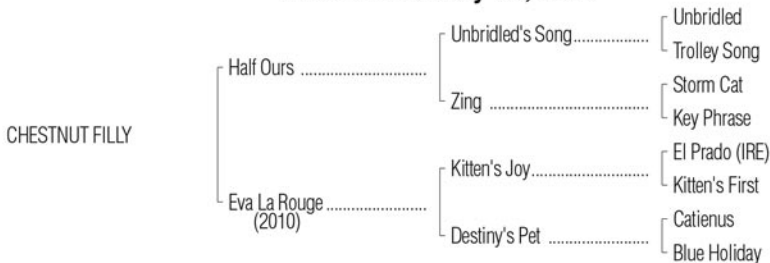 Unbridled
Unbridled's Song
Trolley Song
Half Ours
Storm Cat
Zing
Key Phrase
CHESTNUT FILLY
El Prado (IRE)
Kitten's Joy
Kitten's First
Eva La Rouge
(2010)
Catienus
Destiny's Pet
Blue Holiday